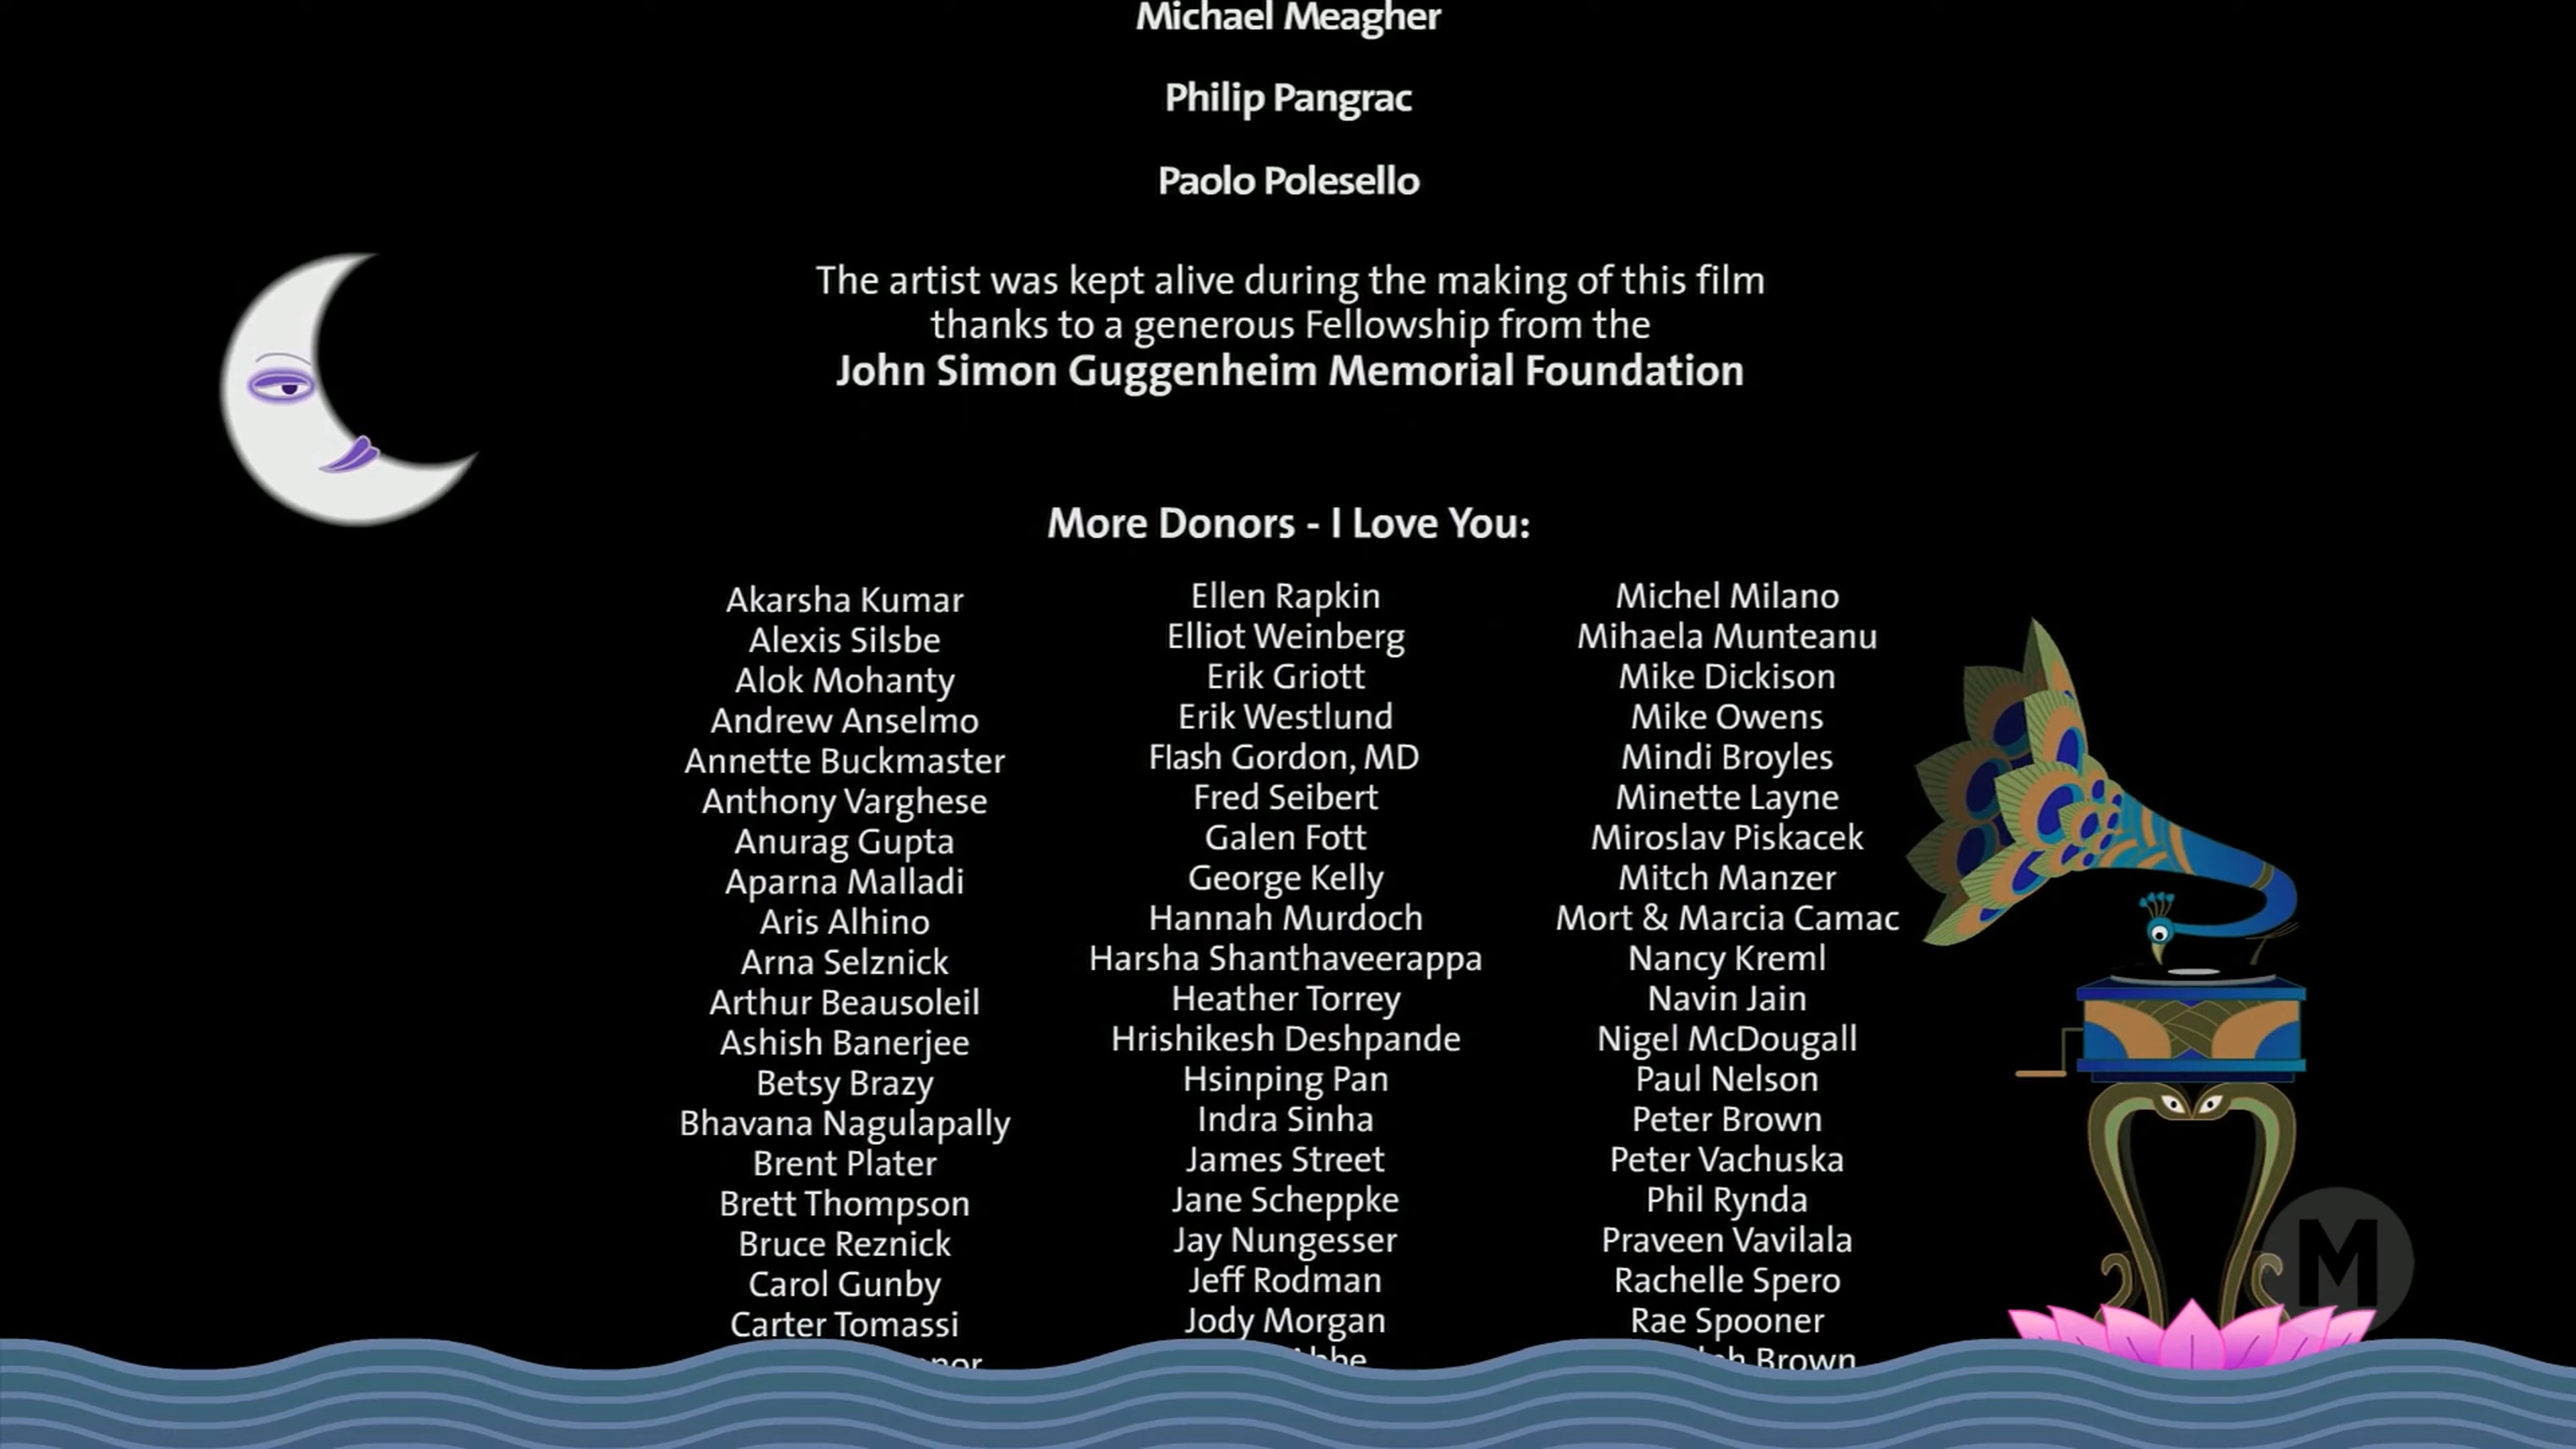 Michael Meagher
Philip Pangrac
Paolo Polesello
The artist was kept alive during the making of this film
thanks to a generous Fellowship from the
John Simon Guggenheim Memorial Foundation
More Donors - I Love You:
Akarsha Kumar
Alexis Silsbe
Alok Mohanty
Andrew Anselmo
Annette Buckmaster
Anthony Varghese
Anurag Gupta
Aparna Malladi
Aris Alhino
Arna Selznick
Arthur Beausoleil
Ashish Banerjee
Betsy Brazy
Bhavana Nagulapally
Brent Plater
Brett Thompson
Bruce Reznick
Carol Gunby
Carter Tomassi
Ellen Rapkin
Elliot Weinberg
Erik Griott
Erik Westlund
Flash Gordon, MD
Fred Seibert
Galen Fott
George Kelly
Hannah Murdoch
Harsha Shanthaveerappa
Heather Torrey
Hrishikesh Deshpande
Hsinping Pan
Indra Sinha
James Street
Jane Scheppke
Jay Nungesser
Jeff Rodman
Jody Morgan
Michel Milano
Mihaela Munteanu
Mike Dickison
Mike Owens
Mindi Broyles
Minette Layne
Miroslav Piskacek
Mitch Manzer
Mort & Marcia Camac
Nancy Kreml
Navin Jain
Nigel McDougall
Paul Nelson
Peter Brown
Peter Vachuska
Phil Rynda
Praveen Vavilala
Rachelle Spero
Rae Spooner
Brown
M